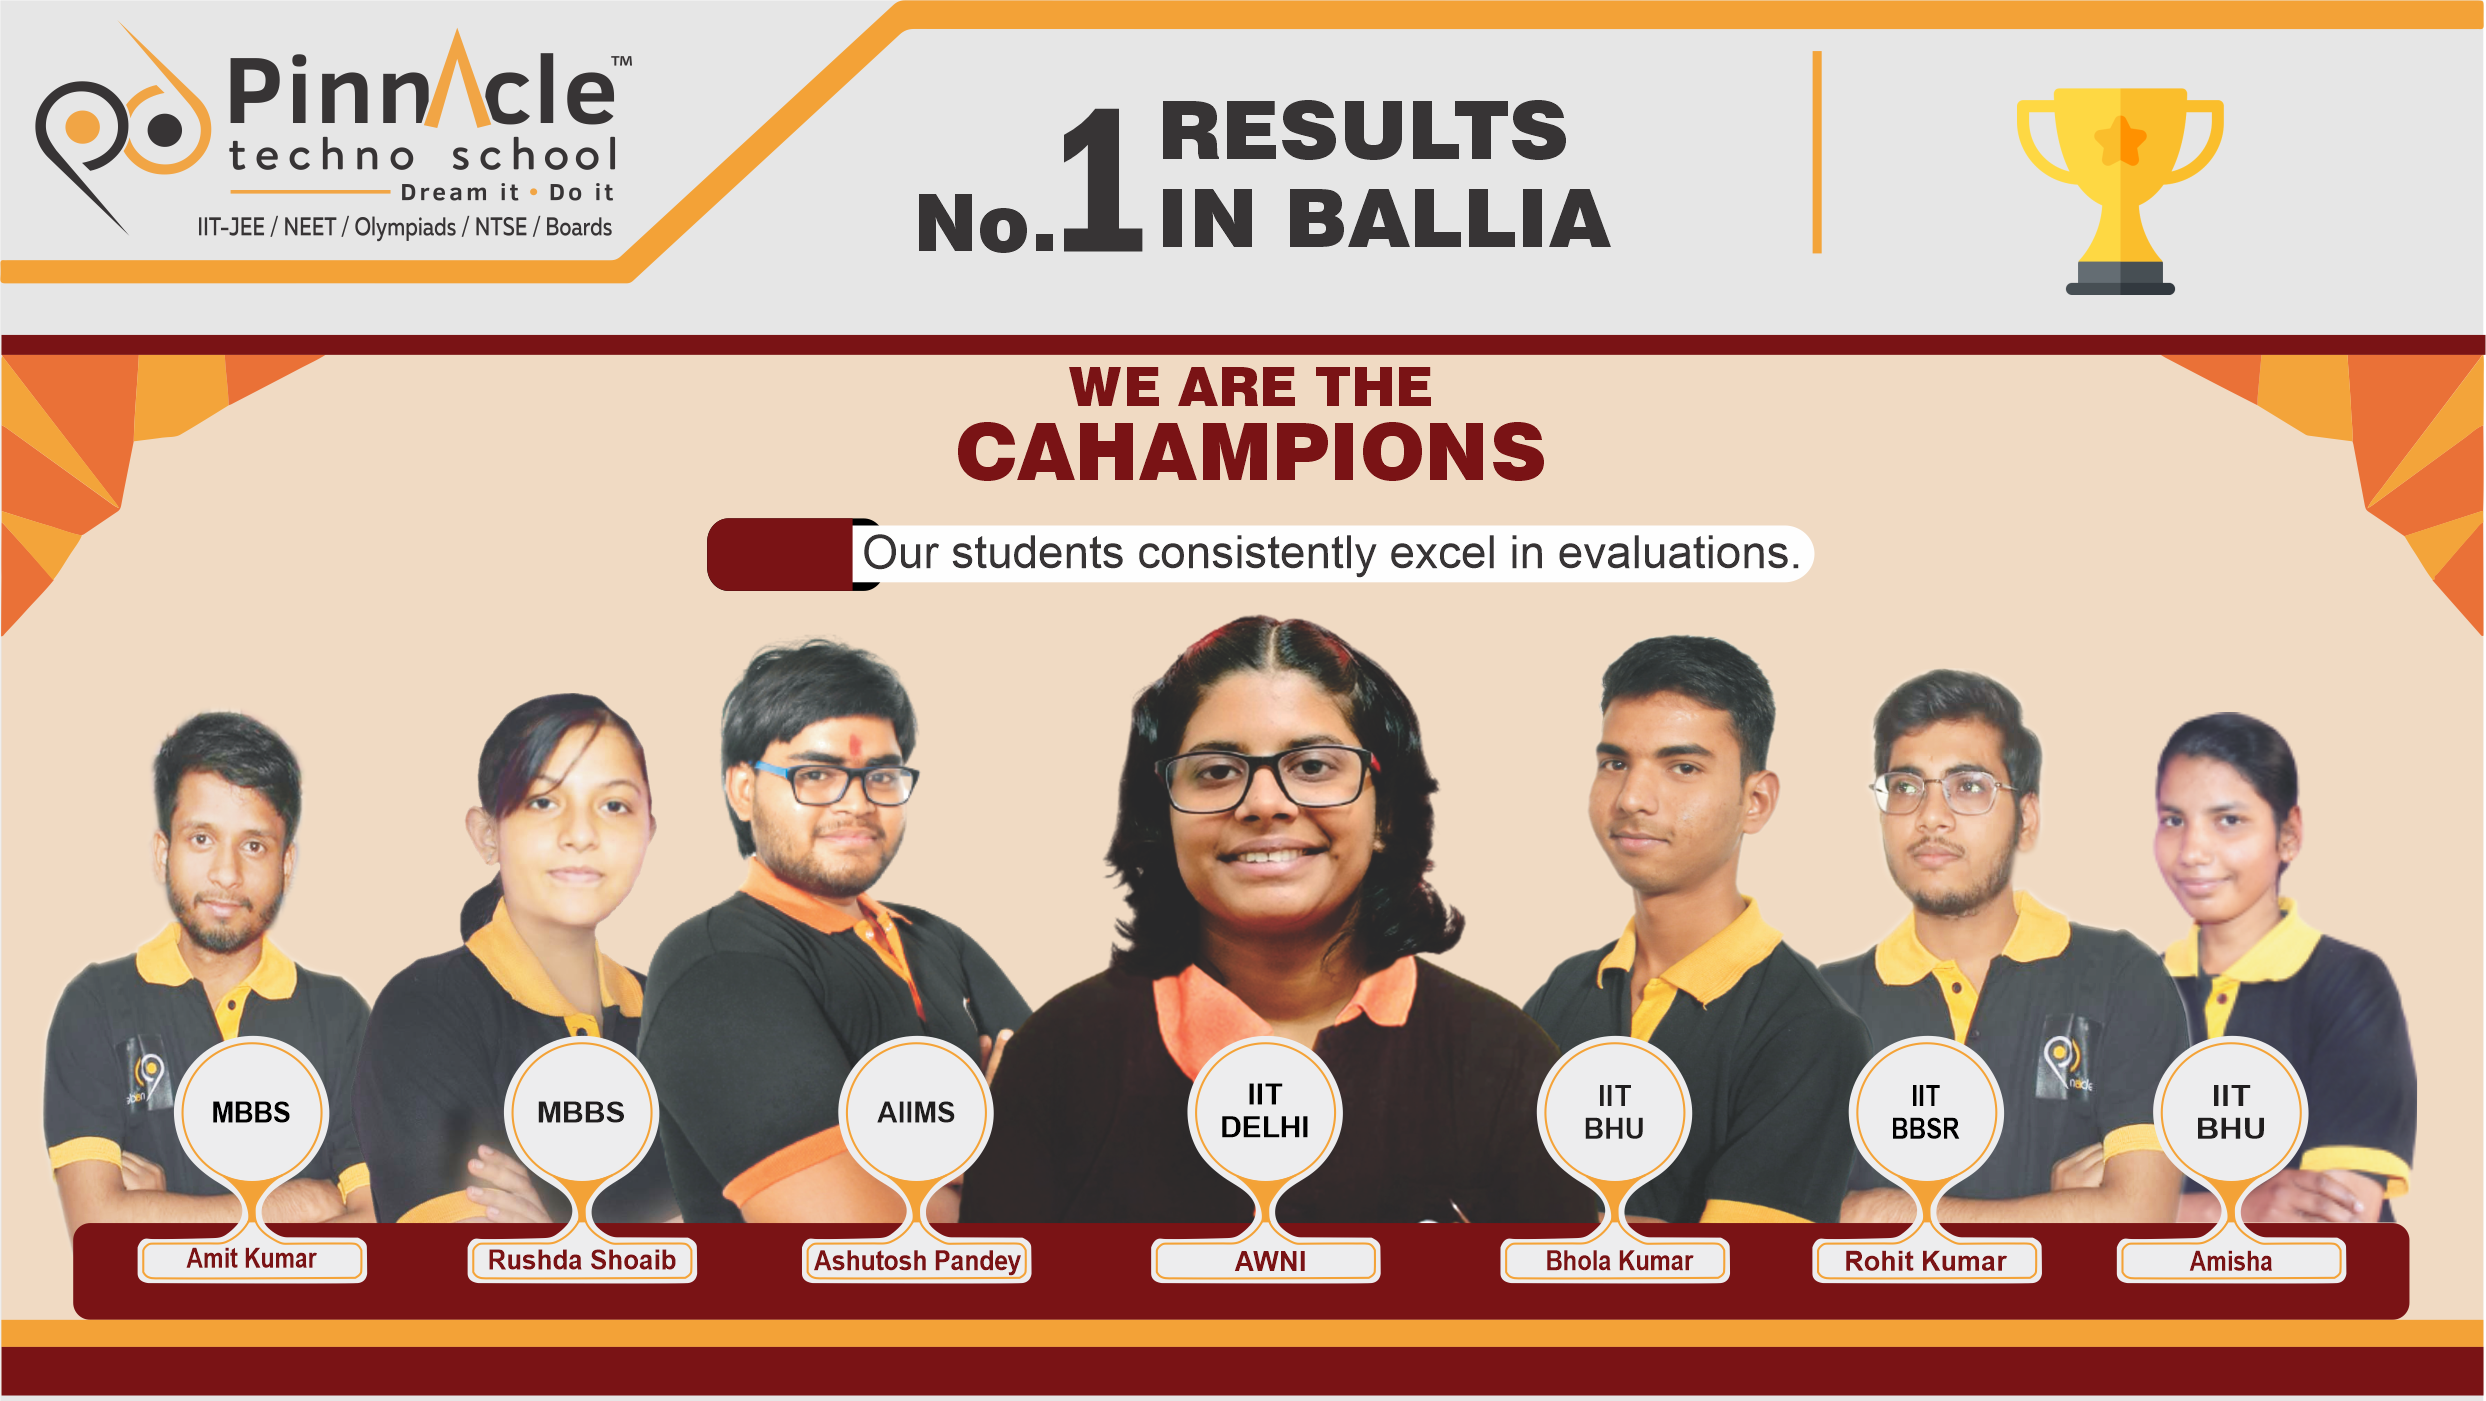 Pinnacle™
techno school
Dream it • Do it
IIT-JEE / NEET / Olympiads / NTSE / Boards
No.1 RESULTS
IN BALLIA
WE ARE THE
CAHAMPIONS
Our students consistently excel in evaluations.
MBBS
MBBS
AIIMS
IIT
DELHI
IIT
BHU
IIT
BBSR
IIT
BHU
Amit Kumar
Rushda Shoaib
Ashutosh Pandey
AWNI
Bhola Kumar
Rohit Kumar
Amisha